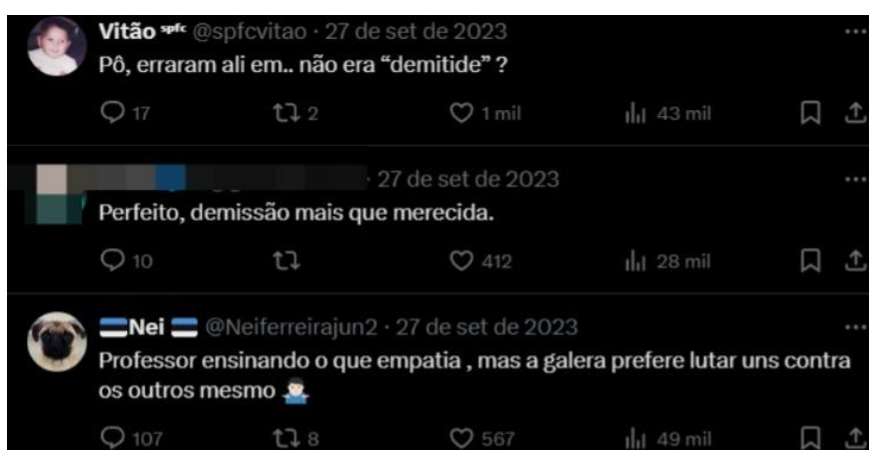 Vitão spfc @spfcvitao · 27 de set de 2023
Pô, erraram ali em.. não era “demitide” ?
17 2 1 mil 43 mil
· 27 de set de 2023
Perfeito, demissão mais que merecida.
10 412 28 mil
Nei @Neiferreirajun2 · 27 de set de 2023
Professor ensinando o que empatia , mas a galera prefere lutar uns contra
os outros mesmo 🤷🏻‍♂️
107 8 567 49 mil